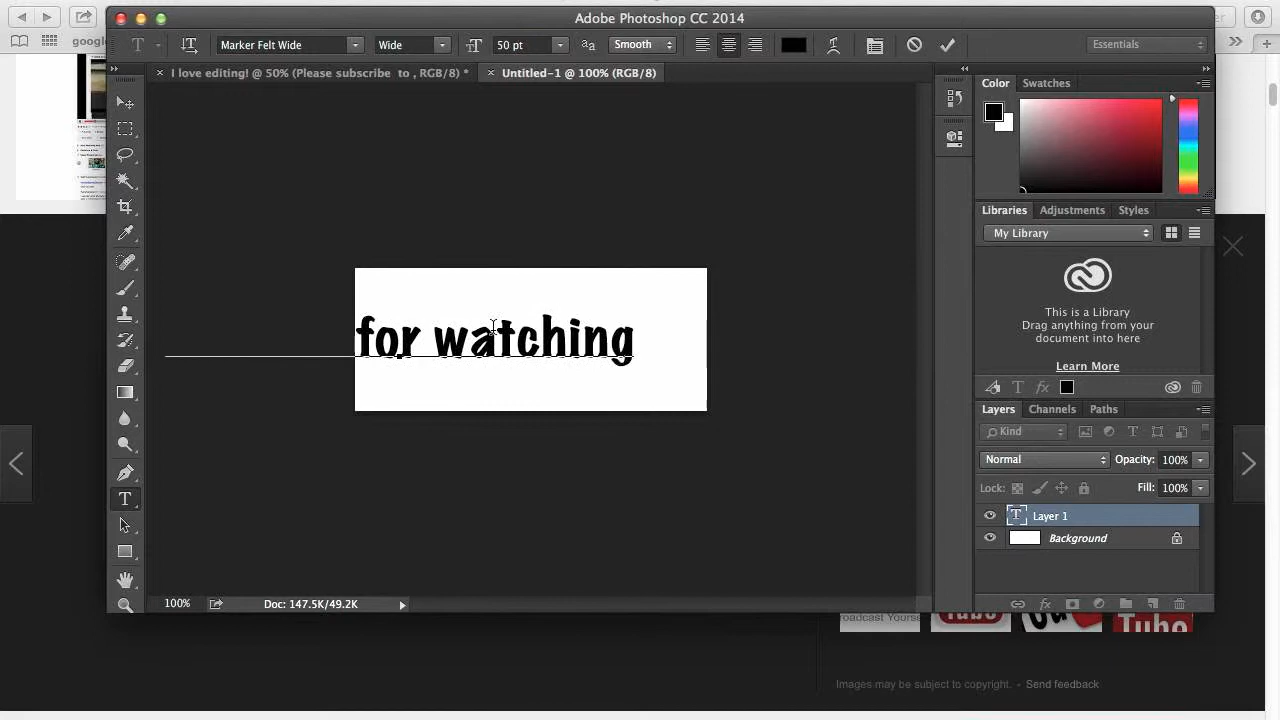 Adobe Photoshop CC 2014
Marker Felt Wide
Wide
50 pt
Smooth
Essentials
I love editing! @ 50% (Please subscribe to , RGB/8) *
Untitled-1 @ 100% (RGB/8)
Color
Swatches
for watching
Libraries
Adjustments
Styles
My Library
This is a Library
Drag anything from your
document into here
Learn More
Layers
Channels
Paths
Kind
Normal
Opacity: 100%
Lock:
Fill: 100%
Layer 1
Background
100%
Doc: 147.5K/49.2K
Images may be subject to copyright. - Send feedback